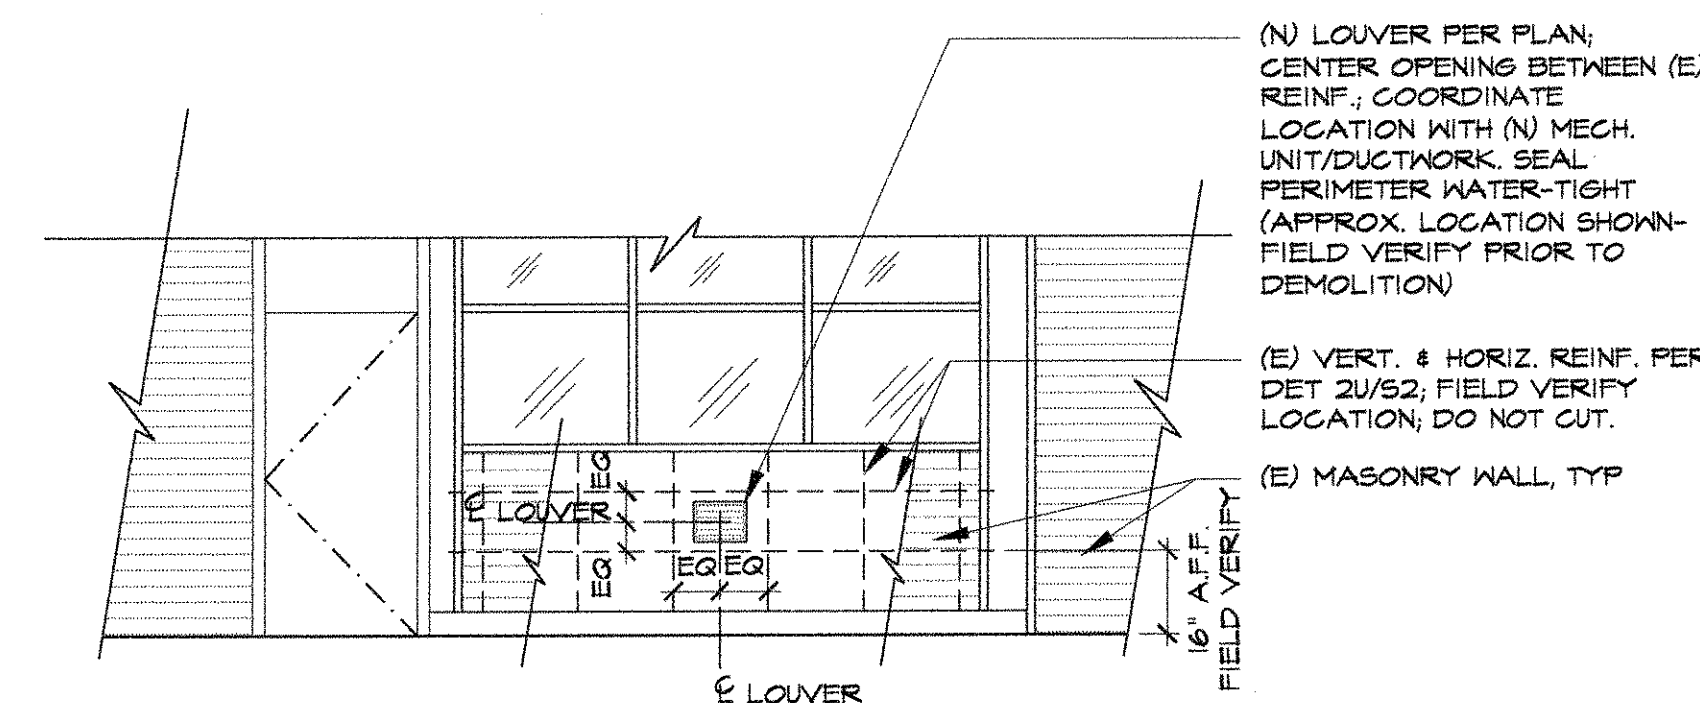 (N) LOUVER PER PLAN;
CENTER OPENING BETWEEN (E)
REINF.; COORDINATE
LOCATION WITH (N) MECH.
UNIT/DUCTWORK. SEAL
PERIMETER WATER-TIGHT
(APPROX. LOCATION SHOWN-
FIELD VERIFY PRIOR TO
DEMOLITION)
(E) VERT. & HORIZ. REINF. PER
DET 2U/S2; FIELD VERIFY
LOCATION; DO NOT CUT.
(E) MASONRY WALL, TYP
EQ
℄ LOUVER
EQ
EQ EQ
16" A.F.F.
FIELD VERIFY
℄ LOUVER